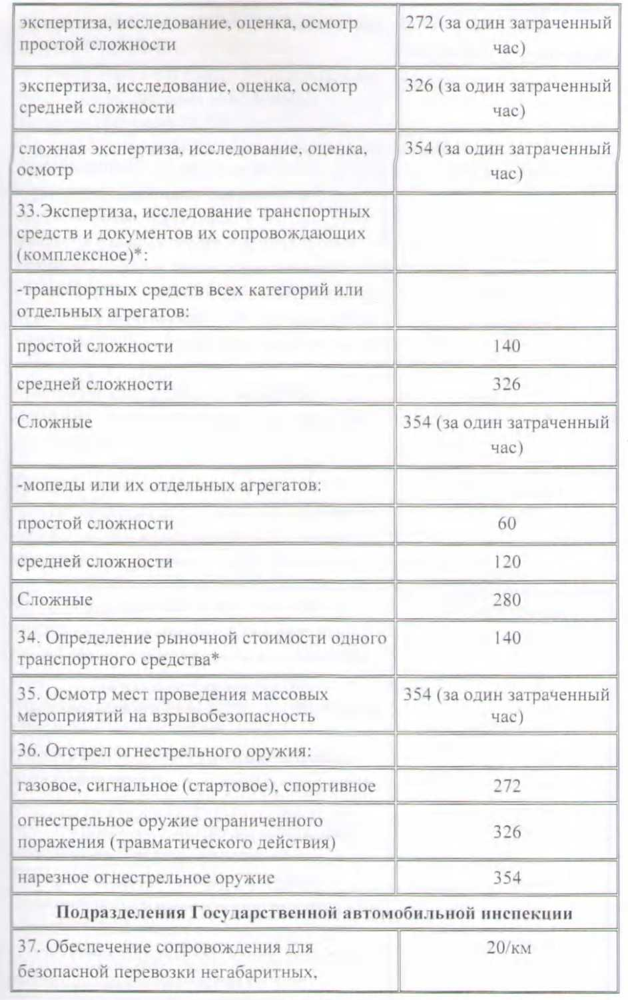 экспертиза, исследование, оценка, осмотр
простой сложности
272 (за один затраченный
час)
экспертиза, исследование, оценка, осмотр
средней сложности
326 (за один затраченный
час)
сложная экспертиза, исследование, оценка,
осмотр
354 (за один затраченный
час)
33.Экспертиза, исследование транспортных
средств и документов их сопровождающих
(комплексное)*:
-транспортных средств всех категорий или
отдельных агрегатов:
простой сложности
140
средней сложности
326
Сложные
354 (за один затраченный
час)
-мопеды или их отдельных агрегатов:
простой сложности
60
средней сложности
120
Сложные
280
34. Определение рыночной стоимости одного
транспортного средства*
140
35. Осмотр мест проведения массовых
мероприятий на взрывобезопасность
354 (за один затраченный
час)
36. Отстрел огнестрельного оружия:
газовое, сигнальное (стартовое), спортивное
272
огнестрельное оружие ограниченного
поражения (травматического действия)
326
нарезное огнестрельное оружие
354
Подразделения Государственной автомобильной инспекции
37. Обеспечение сопровождения для
безопасной перевозки негабаритных,
20/км